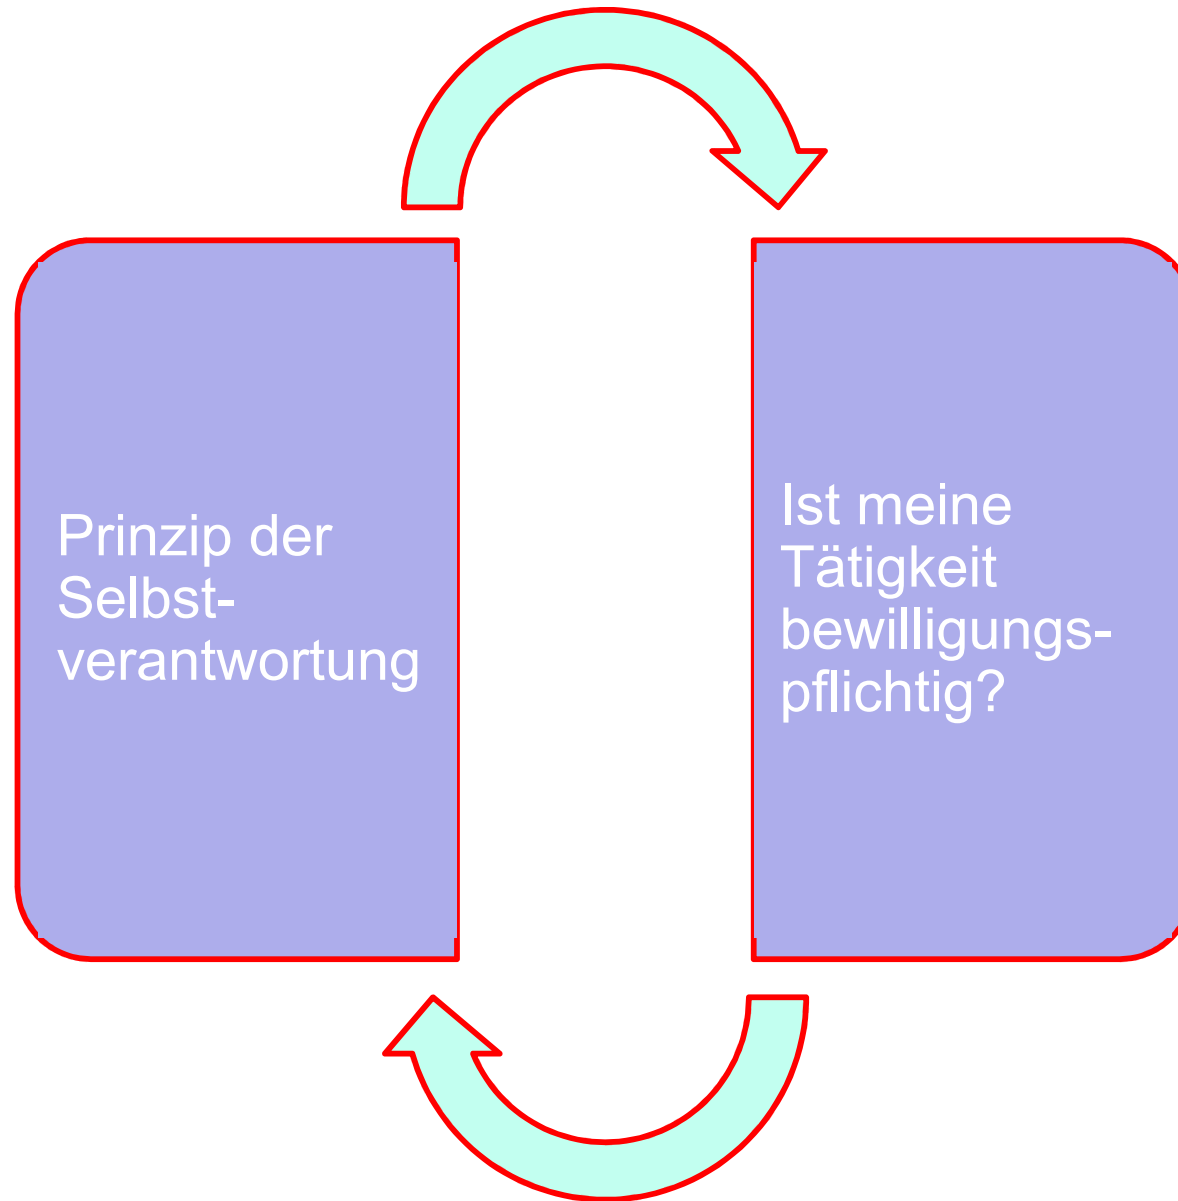 Prinzip der
Selbst-
verantwortung
Ist meine
Tätigkeit
bewilligungs-
pflichtig?